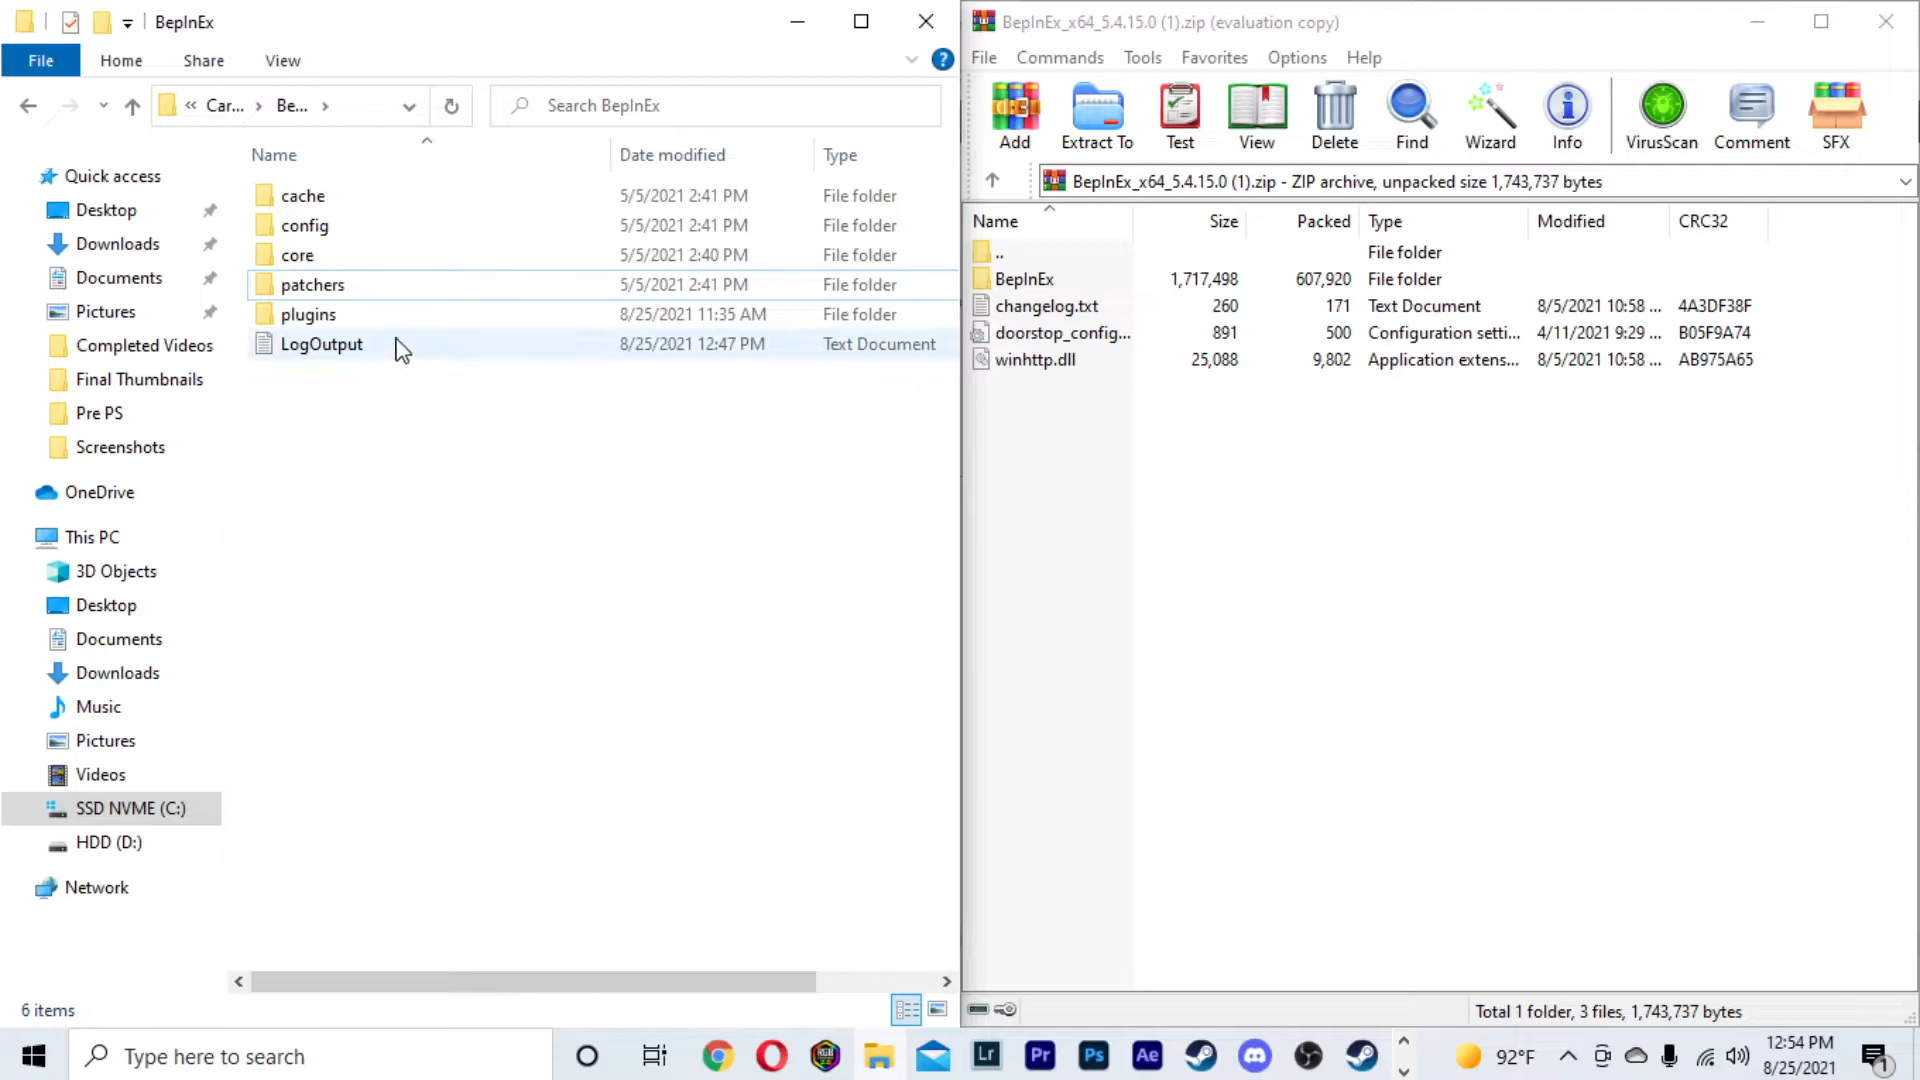 BepInEx
File
Home
Share
View
?
« Car... › Be... ›
Search BepInEx
Name
Date modified
Type
cache
5/5/2021 2:41 PM
File folder
config
5/5/2021 2:41 PM
File folder
core
5/5/2021 2:40 PM
File folder
patchers
5/5/2021 2:41 PM
File folder
plugins
8/25/2021 11:35 AM
File folder
LogOutput
8/25/2021 12:47 PM
Text Document
Quick access
Desktop
Downloads
Documents
Pictures
Completed Videos
Final Thumbnails
Pre PS
Screenshots
OneDrive
This PC
3D Objects
Desktop
Documents
Downloads
Music
Pictures
Videos
SSD NVME (C:)
HDD (D:)
Network
6 items
BepInEx_x64_5.4.15.0 (1).zip (evaluation copy)
File
Commands
Tools
Favorites
Options
Help
Add
Extract To
Test
View
Delete
Find
Wizard
Info
VirusScan
Comment
SFX
BepInEx_x64_5.4.15.0 (1).zip - ZIP archive, unpacked size 1,743,737 bytes
Name
Size
Packed
Type
Modified
CRC32
..
File folder
BepInEx
1,717,498
607,920
File folder
changelog.txt
260
171
Text Document
8/5/2021 10:58 ...
4A3DF38F
doorstop_config...
891
500
Configuration setti...
4/11/2021 9:29 ...
B05F9A74
winhttp.dll
25,088
9,802
Application extens...
8/5/2021 10:58 ...
AB975A65
Total 1 folder, 3 files, 1,743,737 bytes
Type here to search
RGB
Lr
Pr
Ps
Ae
92°F
12:54 PM
8/25/2021
1